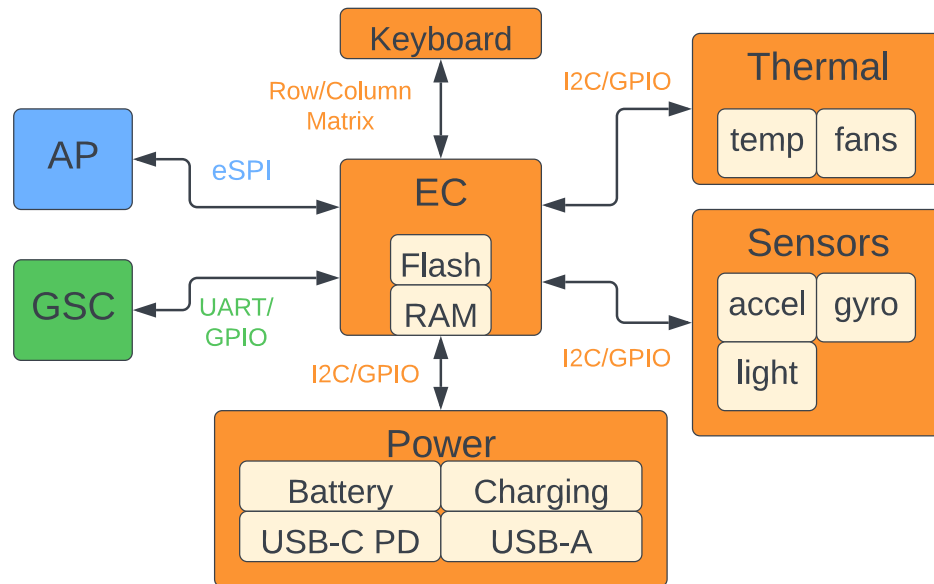 Keyboard
Row/Column
Matrix
I2C/GPIO
Thermal
temp
fans
AP
eSPI
EC
Flash
RAM
Sensors
accel
gyro
light
GSC
UART/
GPIO
I2C/GPIO
I2C/GPIO
Power
Battery
Charging
USB-C PD
USB-A